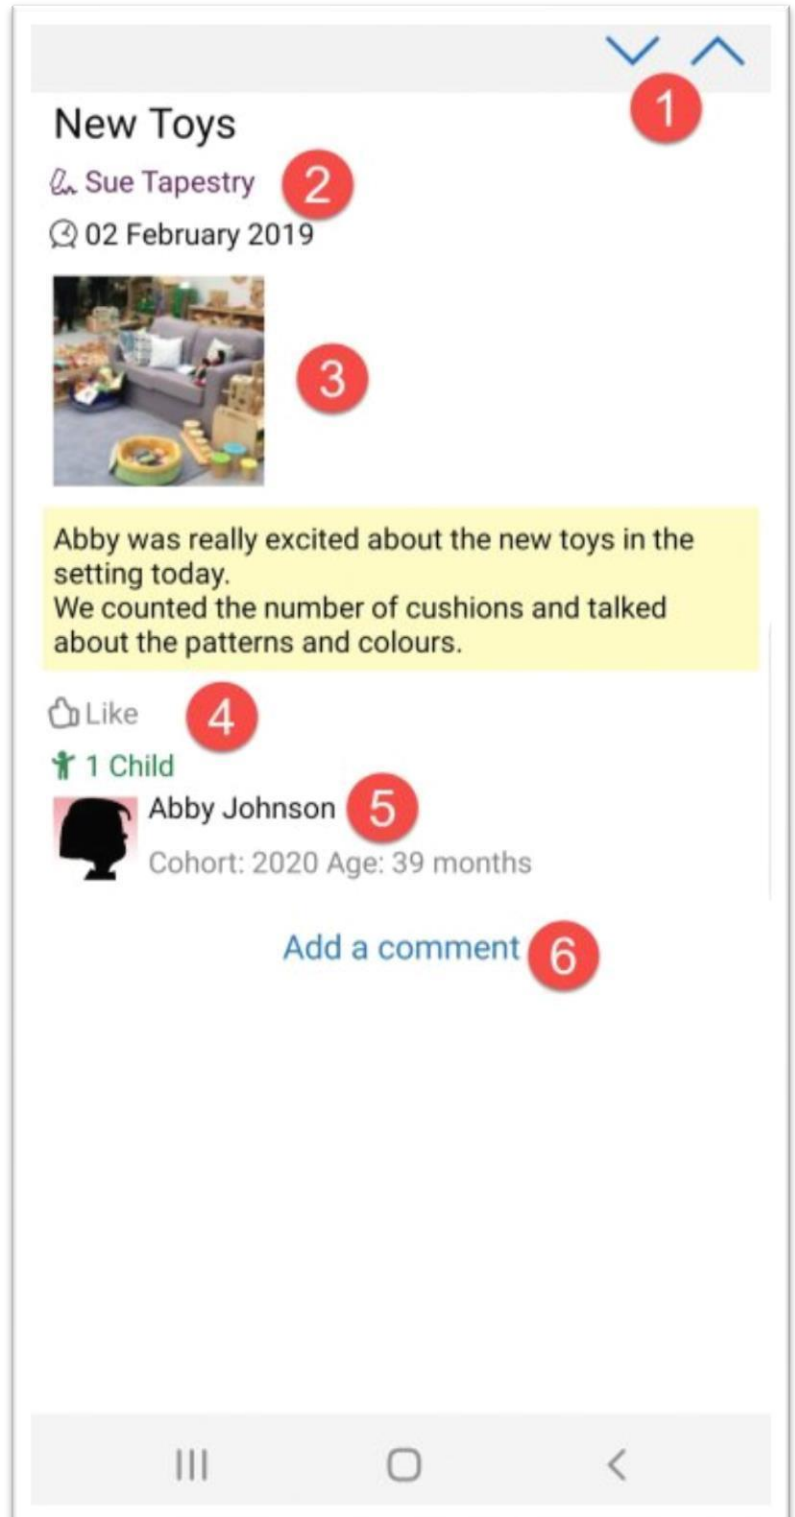 1
New Toys
Sue Tapestry 2
02 February 2019
3
Abby was really excited about the new toys in the
setting today.
We counted the number of cushions and talked
about the patterns and colours.
Like 4
1 Child
Abby Johnson 5
Cohort: 2020 Age: 39 months
Add a comment 6